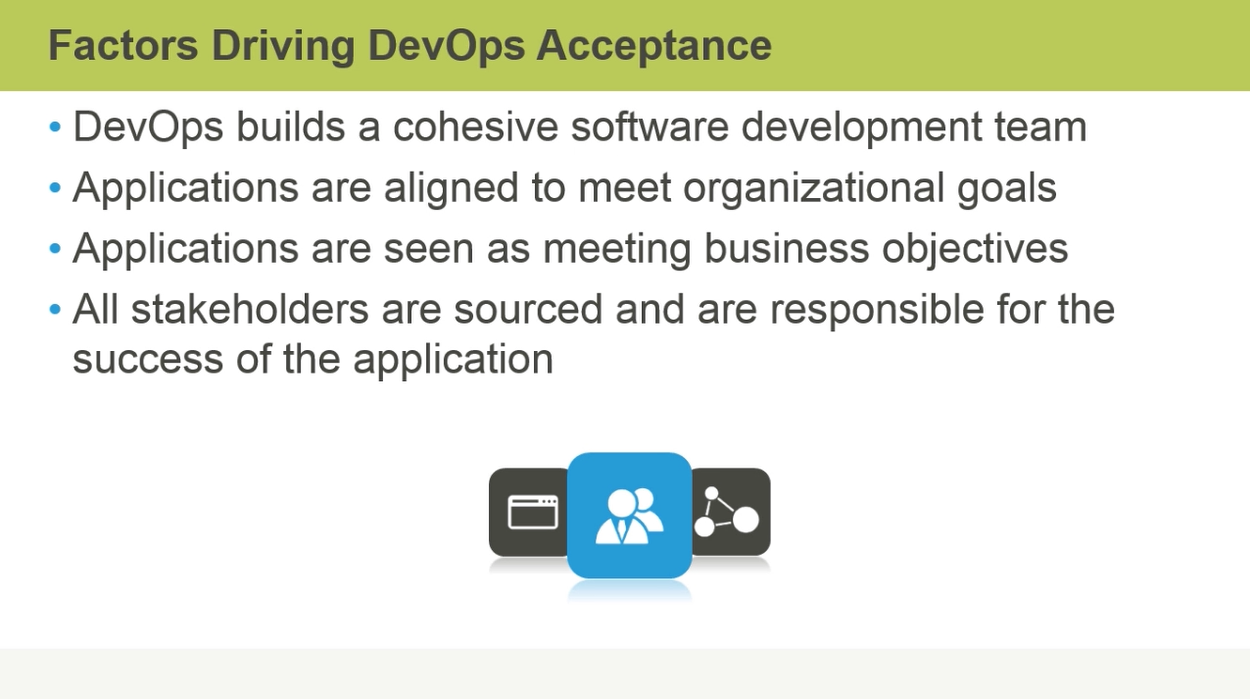 Factors Driving DevOps Acceptance
• DevOps builds a cohesive software development team
• Applications are aligned to meet organizational goals
• Applications are seen as meeting business objectives
• All stakeholders are sourced and are responsible for the
success of the application